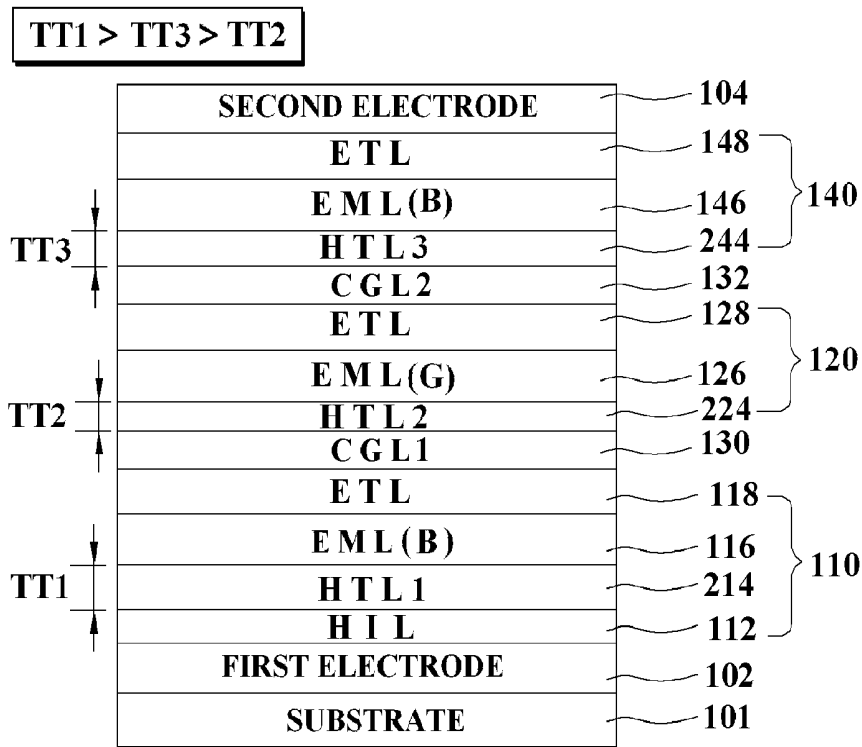 TT1 > TT3 > TT2
SECOND ELECTRODE 104
ETL 148
EML(B) 146
140
TT3 HTL3 244
CGL2 132
ETL 128
EML(G) 126
120
TT2 HTL2 224
CGL1 130
ETL 118
EML(B) 116
110
TT1 HTL1 214
HIL 112
FIRST ELECTRODE 102
SUBSTRATE 101